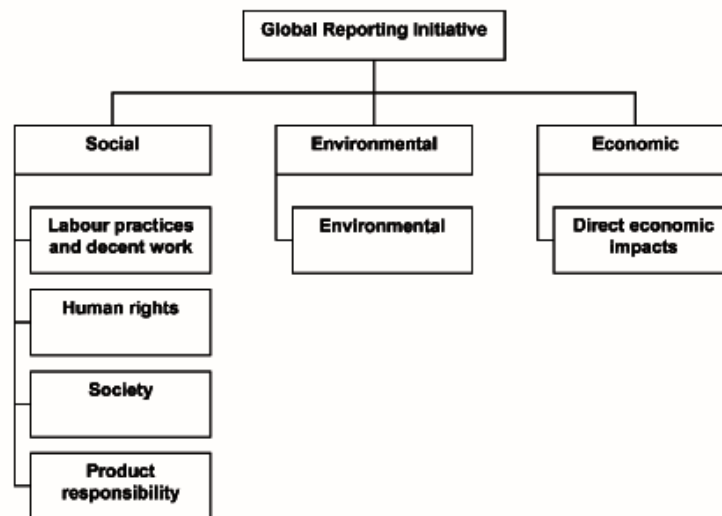 Global Reporting Initiative
Social
Environmental
Economic
Labour practices
and decent work
Environmental
Direct economic
impacts
Human rights
Society
Product
responsibility